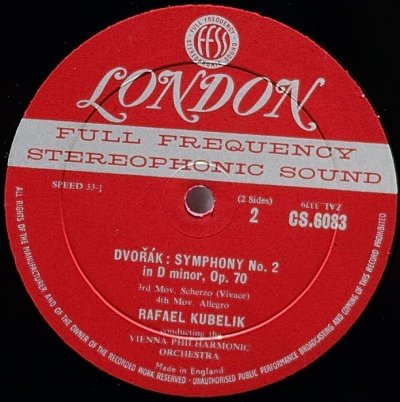 FULL FREQUENCY
STEREOPHONIC SOUND
FFSS
LONDON
FULL FREQUENCY
STEREOPHONIC SOUND
SPEED 33-⅓
(2 Sides)
2
ZAL.3379
CS.6083
DVOŘÁK: SYMPHONY No. 2
in D minor, Op. 70
3rd Mov. Scherzo (Vivace)
4th Mov. Allegro
RAFAEL KUBELIK
conducting the
VIENNA PHILHARMONIC
ORCHESTRA
Made in England
ALL RIGHTS OF THE MANUFACTURER AND OF THE OWNER OF THE RECORDED WORK RESERVED - UNAUTHORISED PUBLIC PERFORMANCE BROADCASTING AND COPYING OF THIS RECORD PROHIBITED